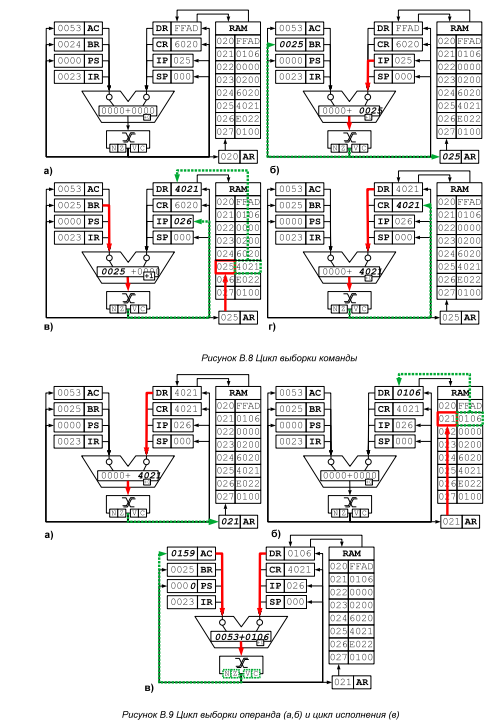 0053 AC DR FFAD RAM
0024 BR CR 6020 020 FFAD
0000 PS IP 025 021 0106
0023 IR SP 000 022 0000
023 0200
0000+0000 024 6020
025 4021
026 E022
N Z V C 027 0100
020 AR
а)
0053 AC DR FFAD RAM
0025 BR CR 6020 020 FFAD
0000 PS IP 025 021 0106
0023 IR SP 000 022 0000
023 0200
0000+ 0025 024 6020
025 4021
026 E022
N Z V C 027 0100
025 AR
б)
0053 AC DR 4021 RAM
0025 BR CR 6020 020 FFAD
0000 PS IP 026 021 0106
0023 IR SP 000 022 0000
023 0200
0025 +0 +1 024 6020
025 4021
026 E022
N Z V C 027 0100
025 AR
в)
0053 AC DR 4021 RAM
0025 BR CR 4021 020 FFAD
0000 PS IP 026 021 0106
0023 IR SP 000 022 0000
023 0200
0000+ 4021 024 6020
025 4021
026 E022
N Z V C 027 0100
025 AR
г)
Рисунок В.8 Цикл выборки команды
0053 AC DR 4021 RAM
0025 BR CR 4021 020 FFAD
0000 PS IP 026 021 0106
0023 IR SP 000 022 0000
023 0200
0000+ 4021 024 6020
025 4021
026 E022
N Z V C 027 0100
021 AR
а)
0053 AC DR 0106 RAM
0025 BR CR 4021 020 FFAD
0000 PS IP 026 021 0106
0023 IR SP 000 022 0000
023 0200
0000+0000 024 6020
025 4021
026 E022
N Z V C 027 0100
021 AR
б)
0159 AC DR 0106 RAM
0025 BR CR 4021 020 FFAD
0000 PS IP 026 021 0106
0023 IR SP 000 022 0000
023 0200
0053+0106 024 6020
025 4021
026 E022
N Z V C 027 0100
021 AR
в)
Рисунок В.9 Цикл выборки операнда (а,б) и цикл исполнения (в)